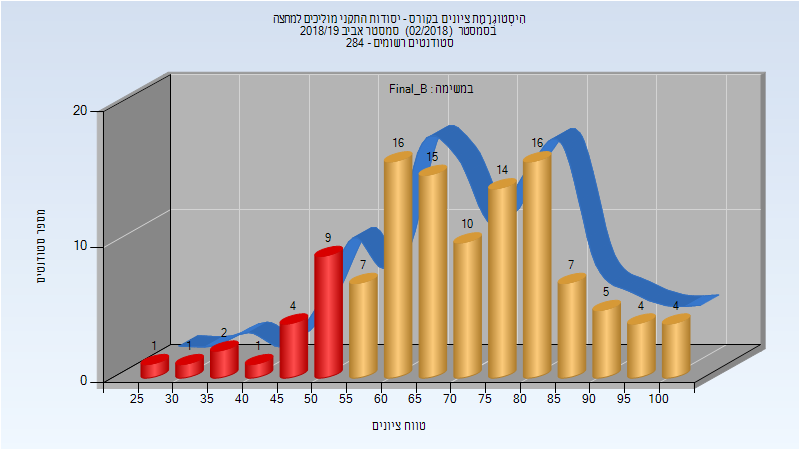 היסטוגרמת ציונים בקורס - יסודות התקני מוליכים למחצה
בסמסטר (02/2018) סמסטר אביב 2018/19
סטודנטים רשומים - 284
במשימה : Final_B
מספר סטודנטים
20
10
0
1
1
2
1
4
9
7
16
15
10
14
16
7
5
4
4
25 30 35 40 45 50 55 60 65 70 75 80 85 90 95 100
טווח ציונים